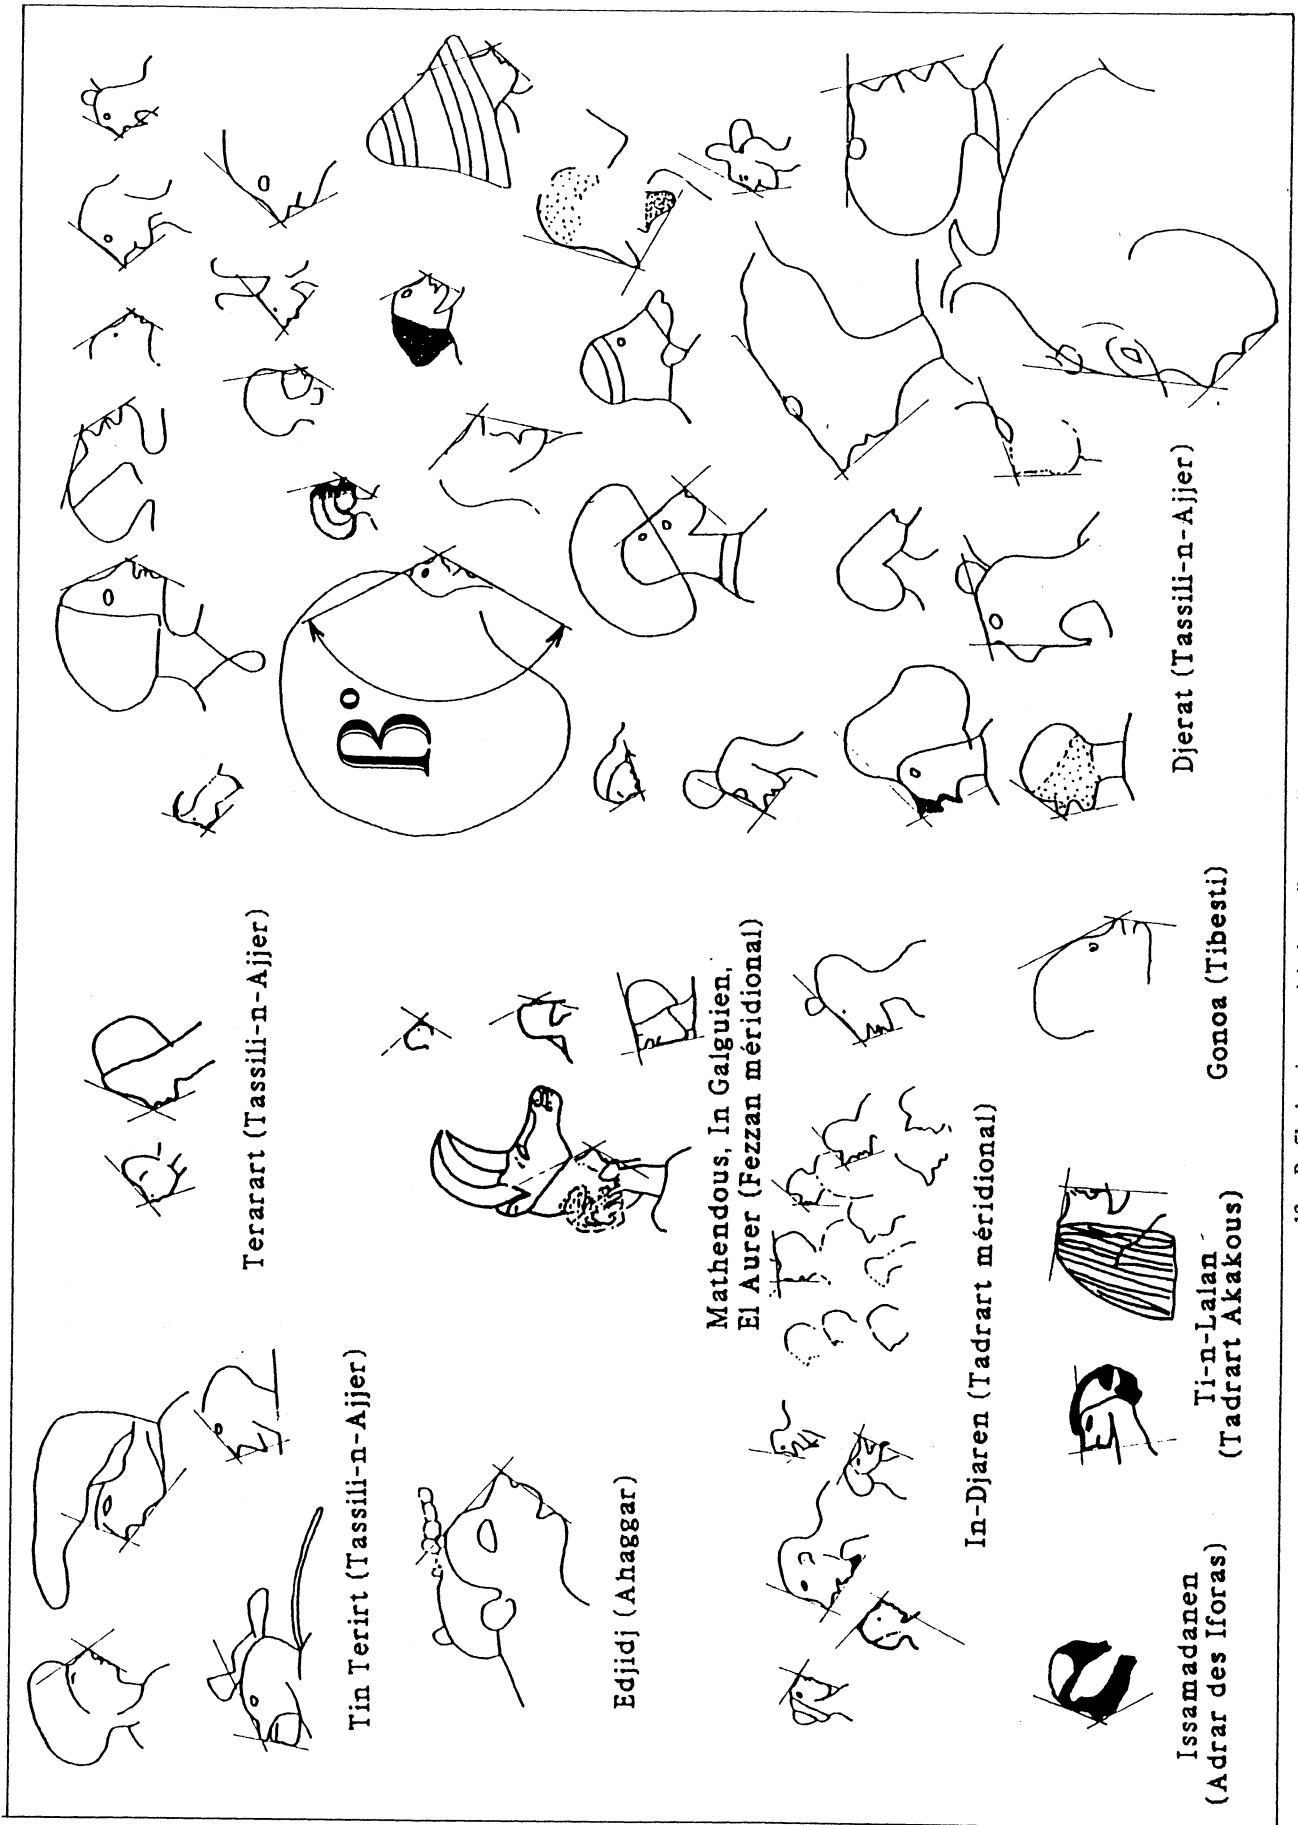 Tin Terirt (Tassili-n-Ajjer)
Terarart (Tassili-n-Ajjer)
B°
Edjidj (Ahaggar)
Mathendous, In Galguien,
El Aurer (Fezzan méridional)
In-Djaren (Tadrart méridional)
Djerat (Tassili-n-Ajjer)
Issamadanen
(Adrar des Iforas)
Ti-n-Lalan
(Tadrart Akakous)
Gonoa (Tibesti)